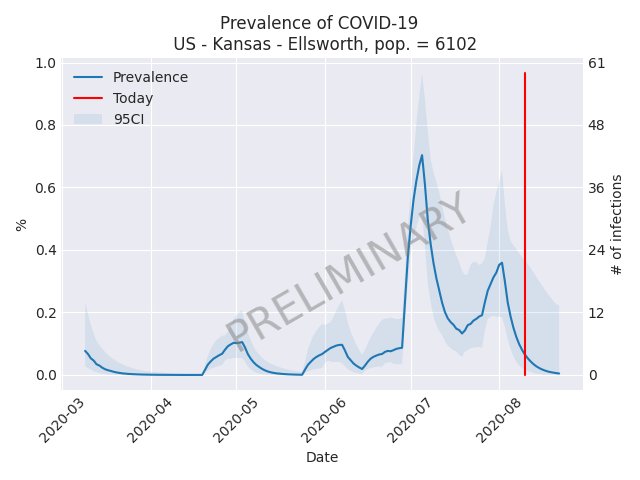 Prevalence of COVID-19
US - Kansas - Ellsworth, pop. = 6102
Prevalence
Today
95CI
PRELIMINARY
1.0
0.8
0.6
0.4
0.2
0.0
%
61
48
36
24
12
0
# of infections
2020-03
2020-04
2020-05
2020-06
2020-07
2020-08
Date